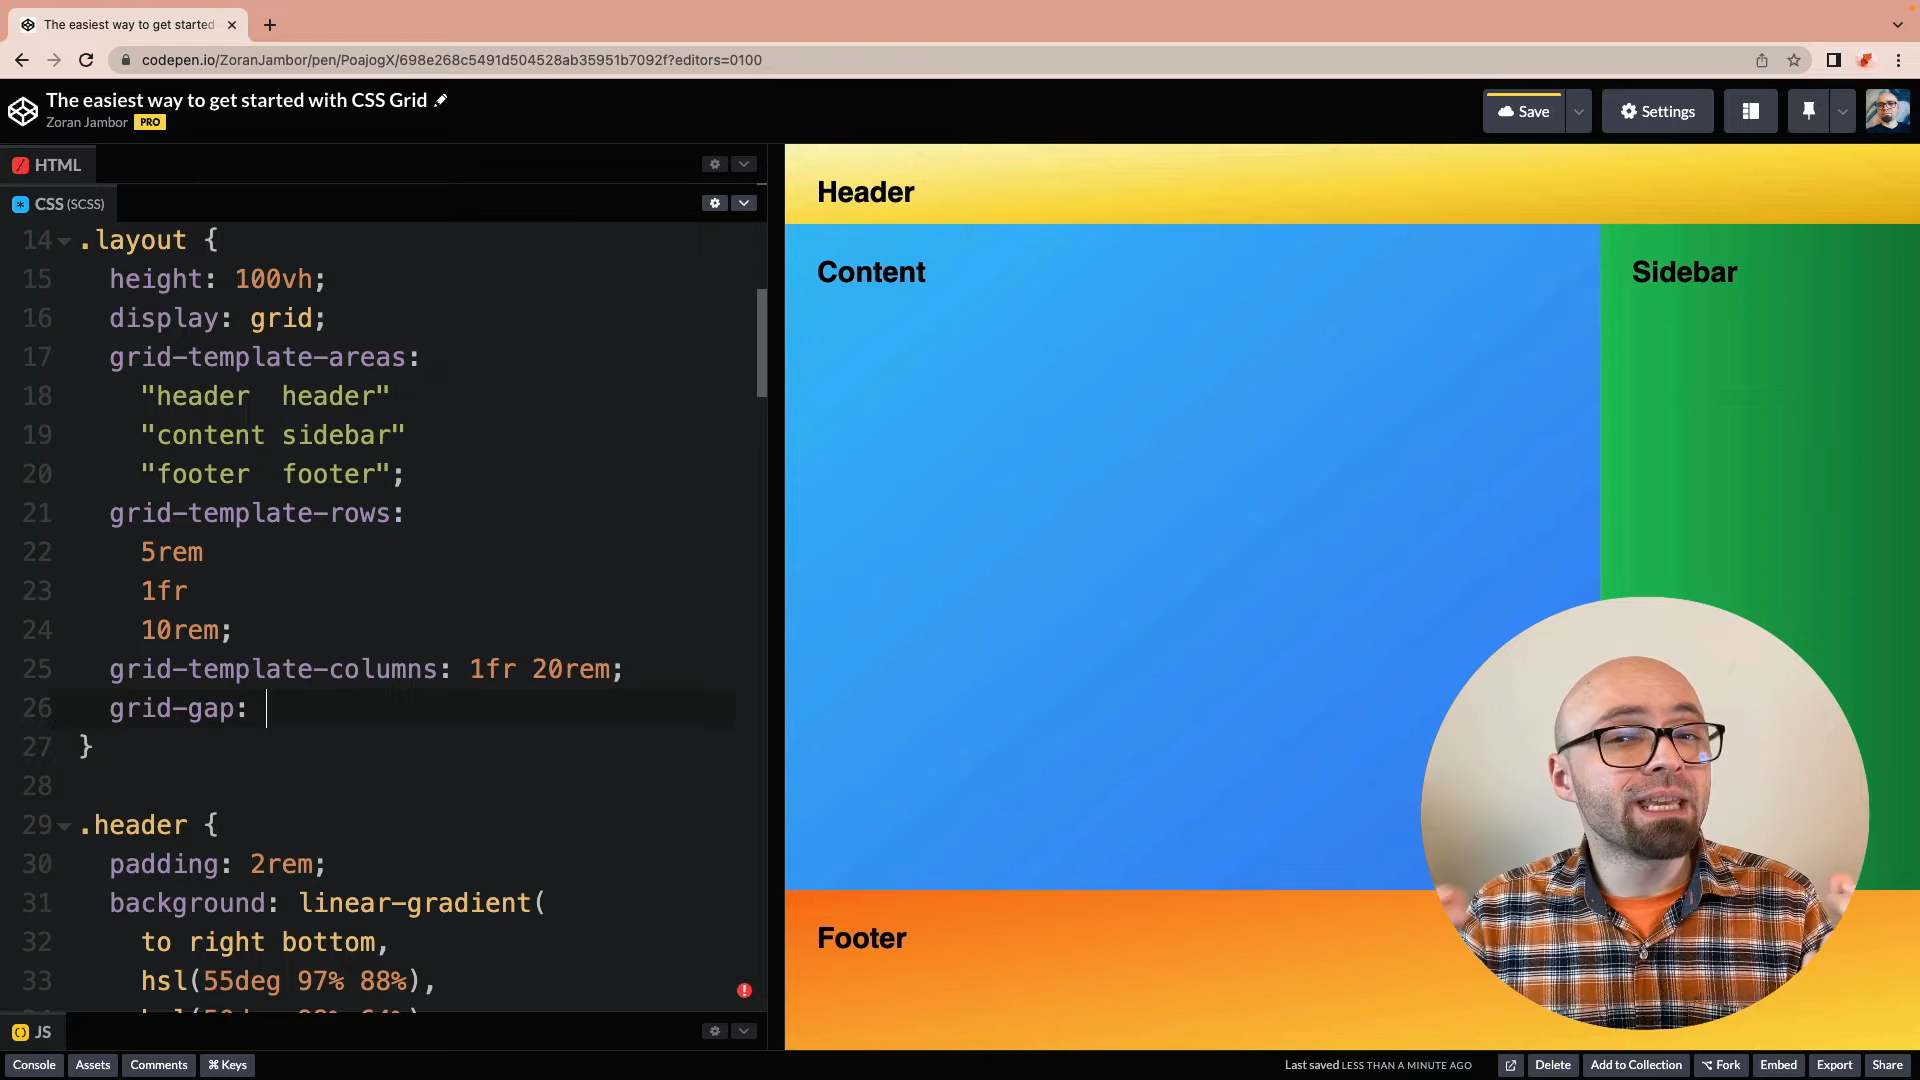 The easiest way to get started
codepen.io/ZoranJambor/pen/PoajogX/698e268c5491d504528ab35951b7092f?editors=0100
The easiest way to get started with CSS Grid
Zoran Jambor PRO
Save
Settings
HTML
CSS (SCSS)
14 .layout {
15 height: 100vh;
16 display: grid;
17 grid-template-areas:
18 "header  header"
19 "content sidebar"
20 "footer  footer";
21 grid-template-rows:
22 5rem
23 1fr
24 10rem;
25 grid-template-columns: 1fr 20rem;
26 grid-gap:
27 }
28
29 .header {
30 padding: 2rem;
31 background: linear-gradient(
32 to right bottom,
33 hsl(55deg 97% 88%),
JS
Header
Content
Sidebar
Footer
Console Assets Comments ⌘ Keys
Last saved LESS THAN A MINUTE AGO
Delete Add to Collection Fork Embed Export Share